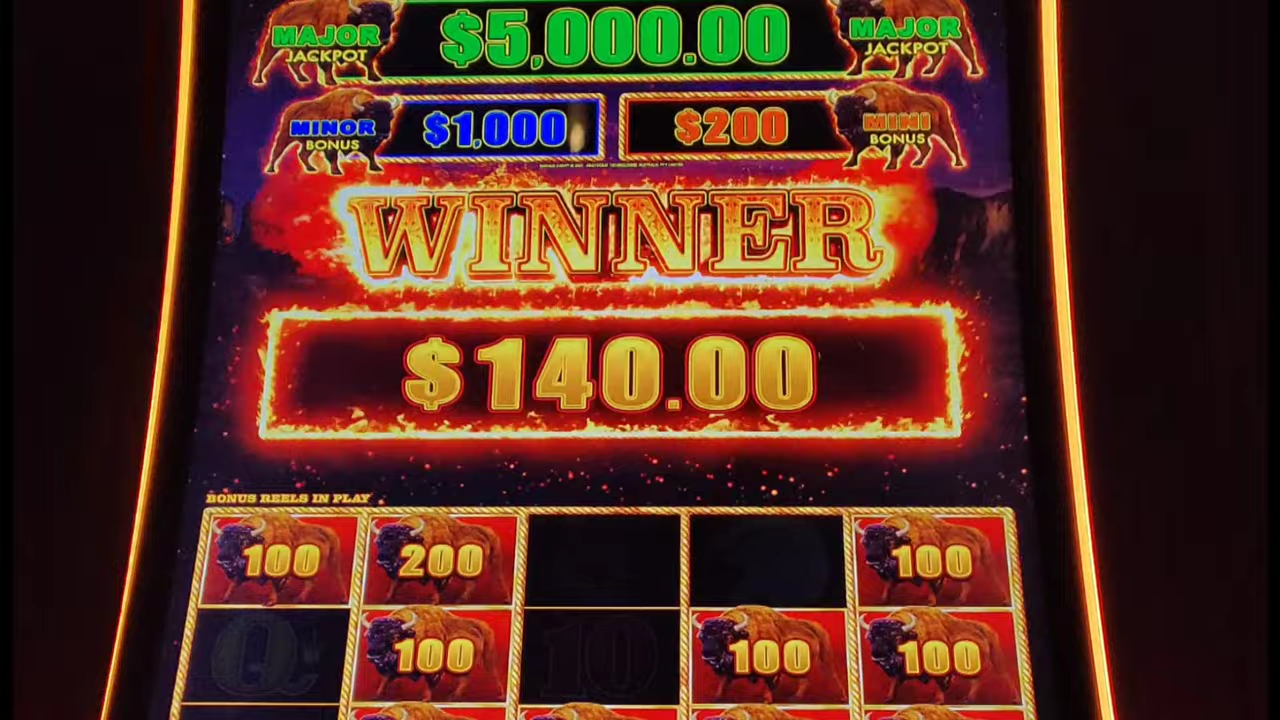 MAJOR JACKPOT $5,000.00 MAJOR JACKPOT
MINOR BONUS $1,000 $200 MINI BONUS
WINNER
$140.00
BONUS REELS IN PLAY
100 200 100
Q 100 10 100 100